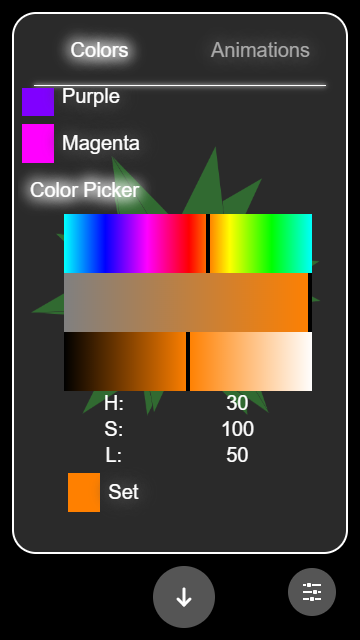 Colors Animations
Purple
Magenta
Color Picker
H: 30
S: 100
L: 50
Set